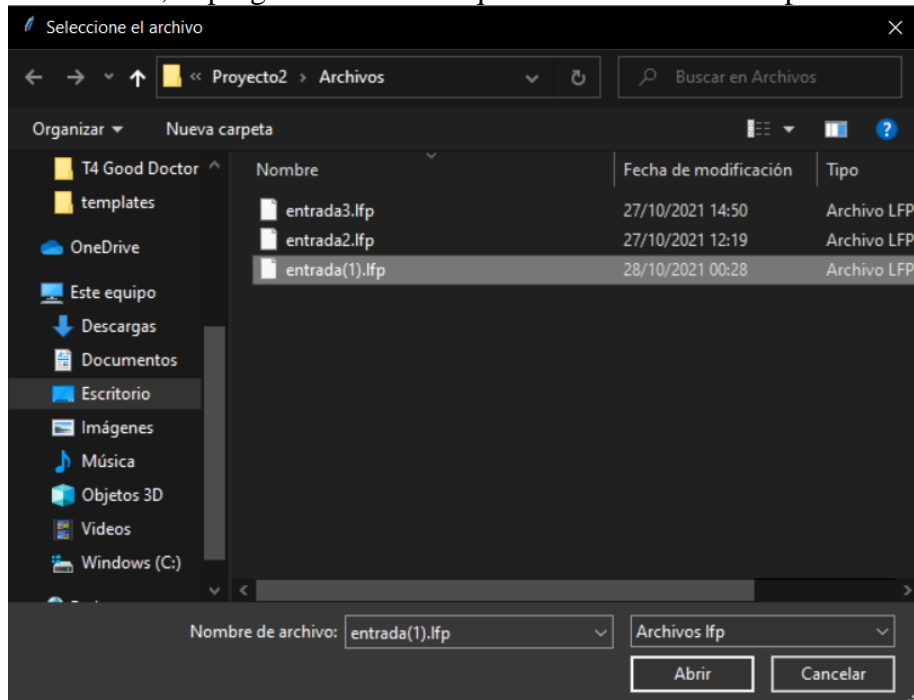 Seleccione el archivo
« Proyecto2 › Archivos
Buscar en Archivos
Organizar
Nueva carpeta
T4 Good Doctor
templates
OneDrive
Este equipo
Descargas
Documentos
Escritorio
Imágenes
Música
Objetos 3D
Videos
Windows (C:)
Nombre Fecha de modificación Tipo
entrada3.lfp 27/10/2021 14:50 Archivo LFP
entrada2.lfp 27/10/2021 12:19 Archivo LFP
entrada(1).lfp 28/10/2021 00:28 Archivo LFP
Nombre de archivo: entrada(1).lfp Archivos lfp
Abrir Cancelar